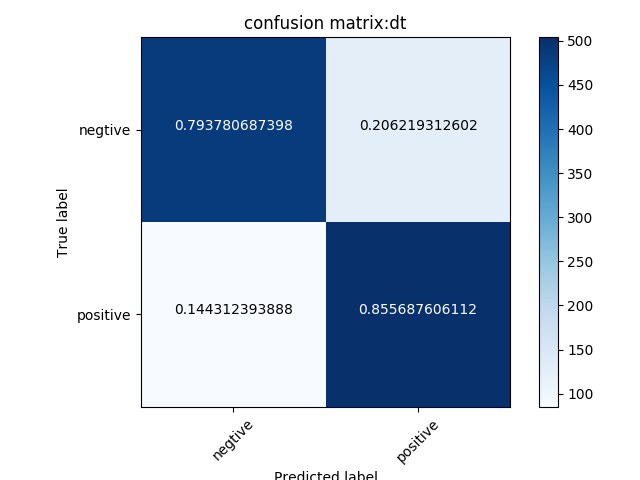 confusion matrix:dt
negtive
0.793780687398
0.206219312602
positive
0.144312393888
0.855687606112
True label
negtive
positive
Predicted label
500
450
400
350
300
250
200
150
100